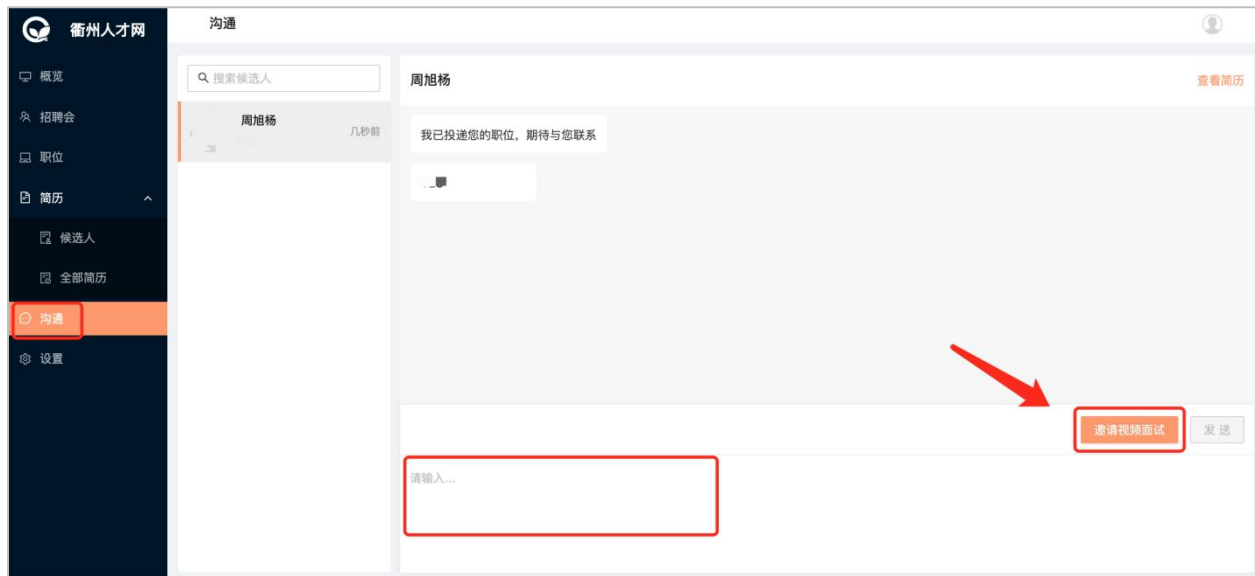 衢州人才网
沟通
概览
招聘会
职位
简历
候选人
全部简历
沟通
设置
搜索候选人
周旭杨
几秒前
周旭杨
查看简历
我已投递您的职位，期待与您联系
邀请视频面试
发送
请输入...